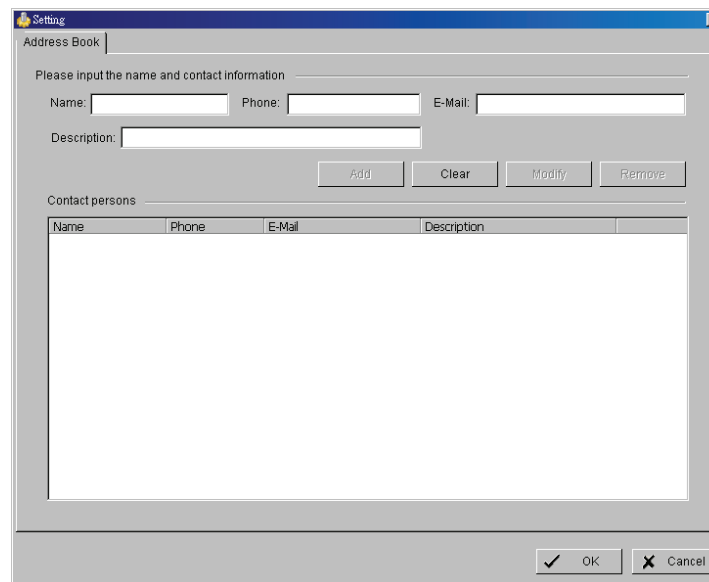 Setting
Address Book
Please input the name and contact information
Name: Phone: E-Mail:
Description:
Add Clear Modify Remove
Contact persons
Name Phone E-Mail Description
OK Cancel